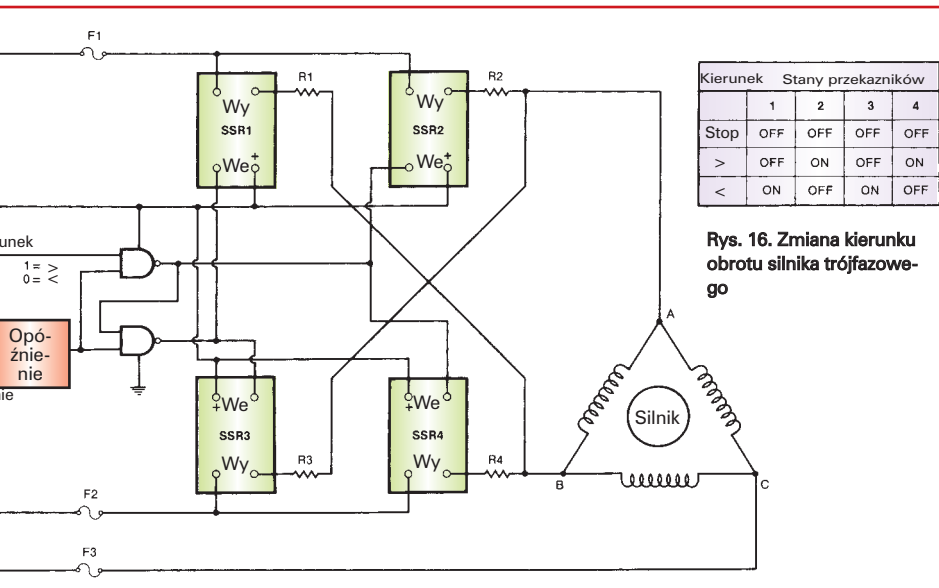 F1
R1
R2
Wy
SSR1
We
+
Wy
SSR2
We
+
unek
1 = >
0 = <
Opó-
źnie-
nie
nie
+
We
SSR3
Wy
R3
+
We
SSR4
Wy
R4
F2
F3
A
Silnik
B
C
Kierunek Stany przekazników
1 2 3 4
Stop OFF OFF OFF OFF
> OFF ON OFF ON
< ON OFF ON OFF
Rys. 16. Zmiana kierunku
obrotu silnika trójfazowe-
go